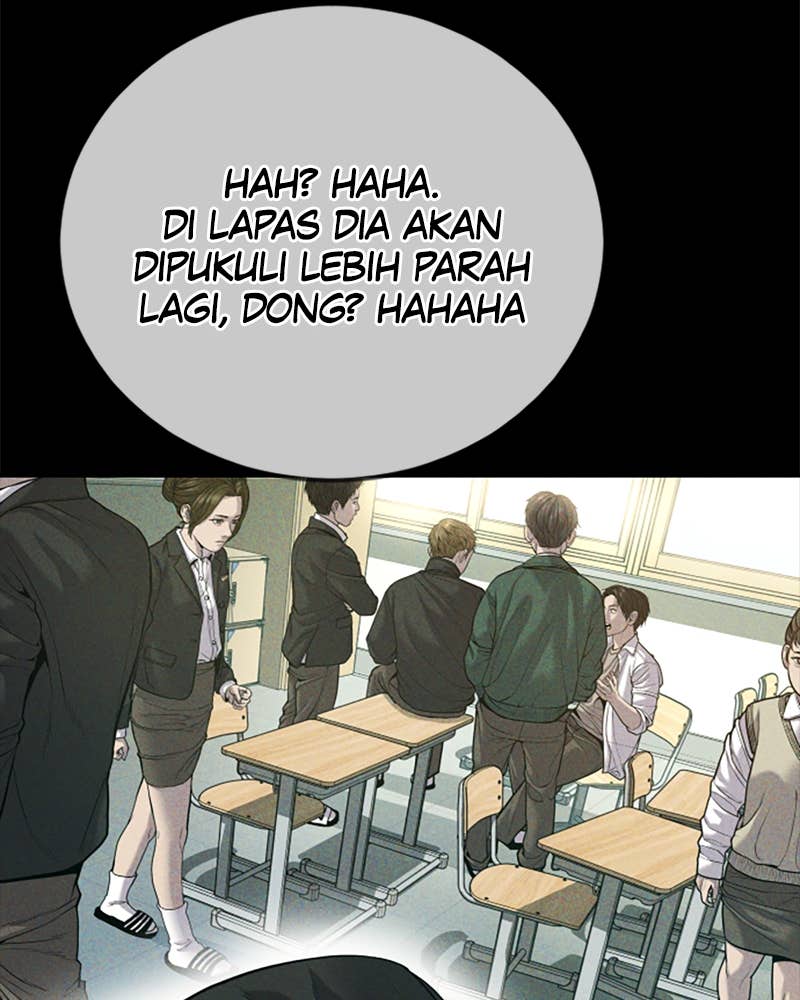 HAH? HAHA.
DI LAPAS DIA AKAN
DIPUKULI LEBIH PARAH
LAGI, DONG? HAHAHA